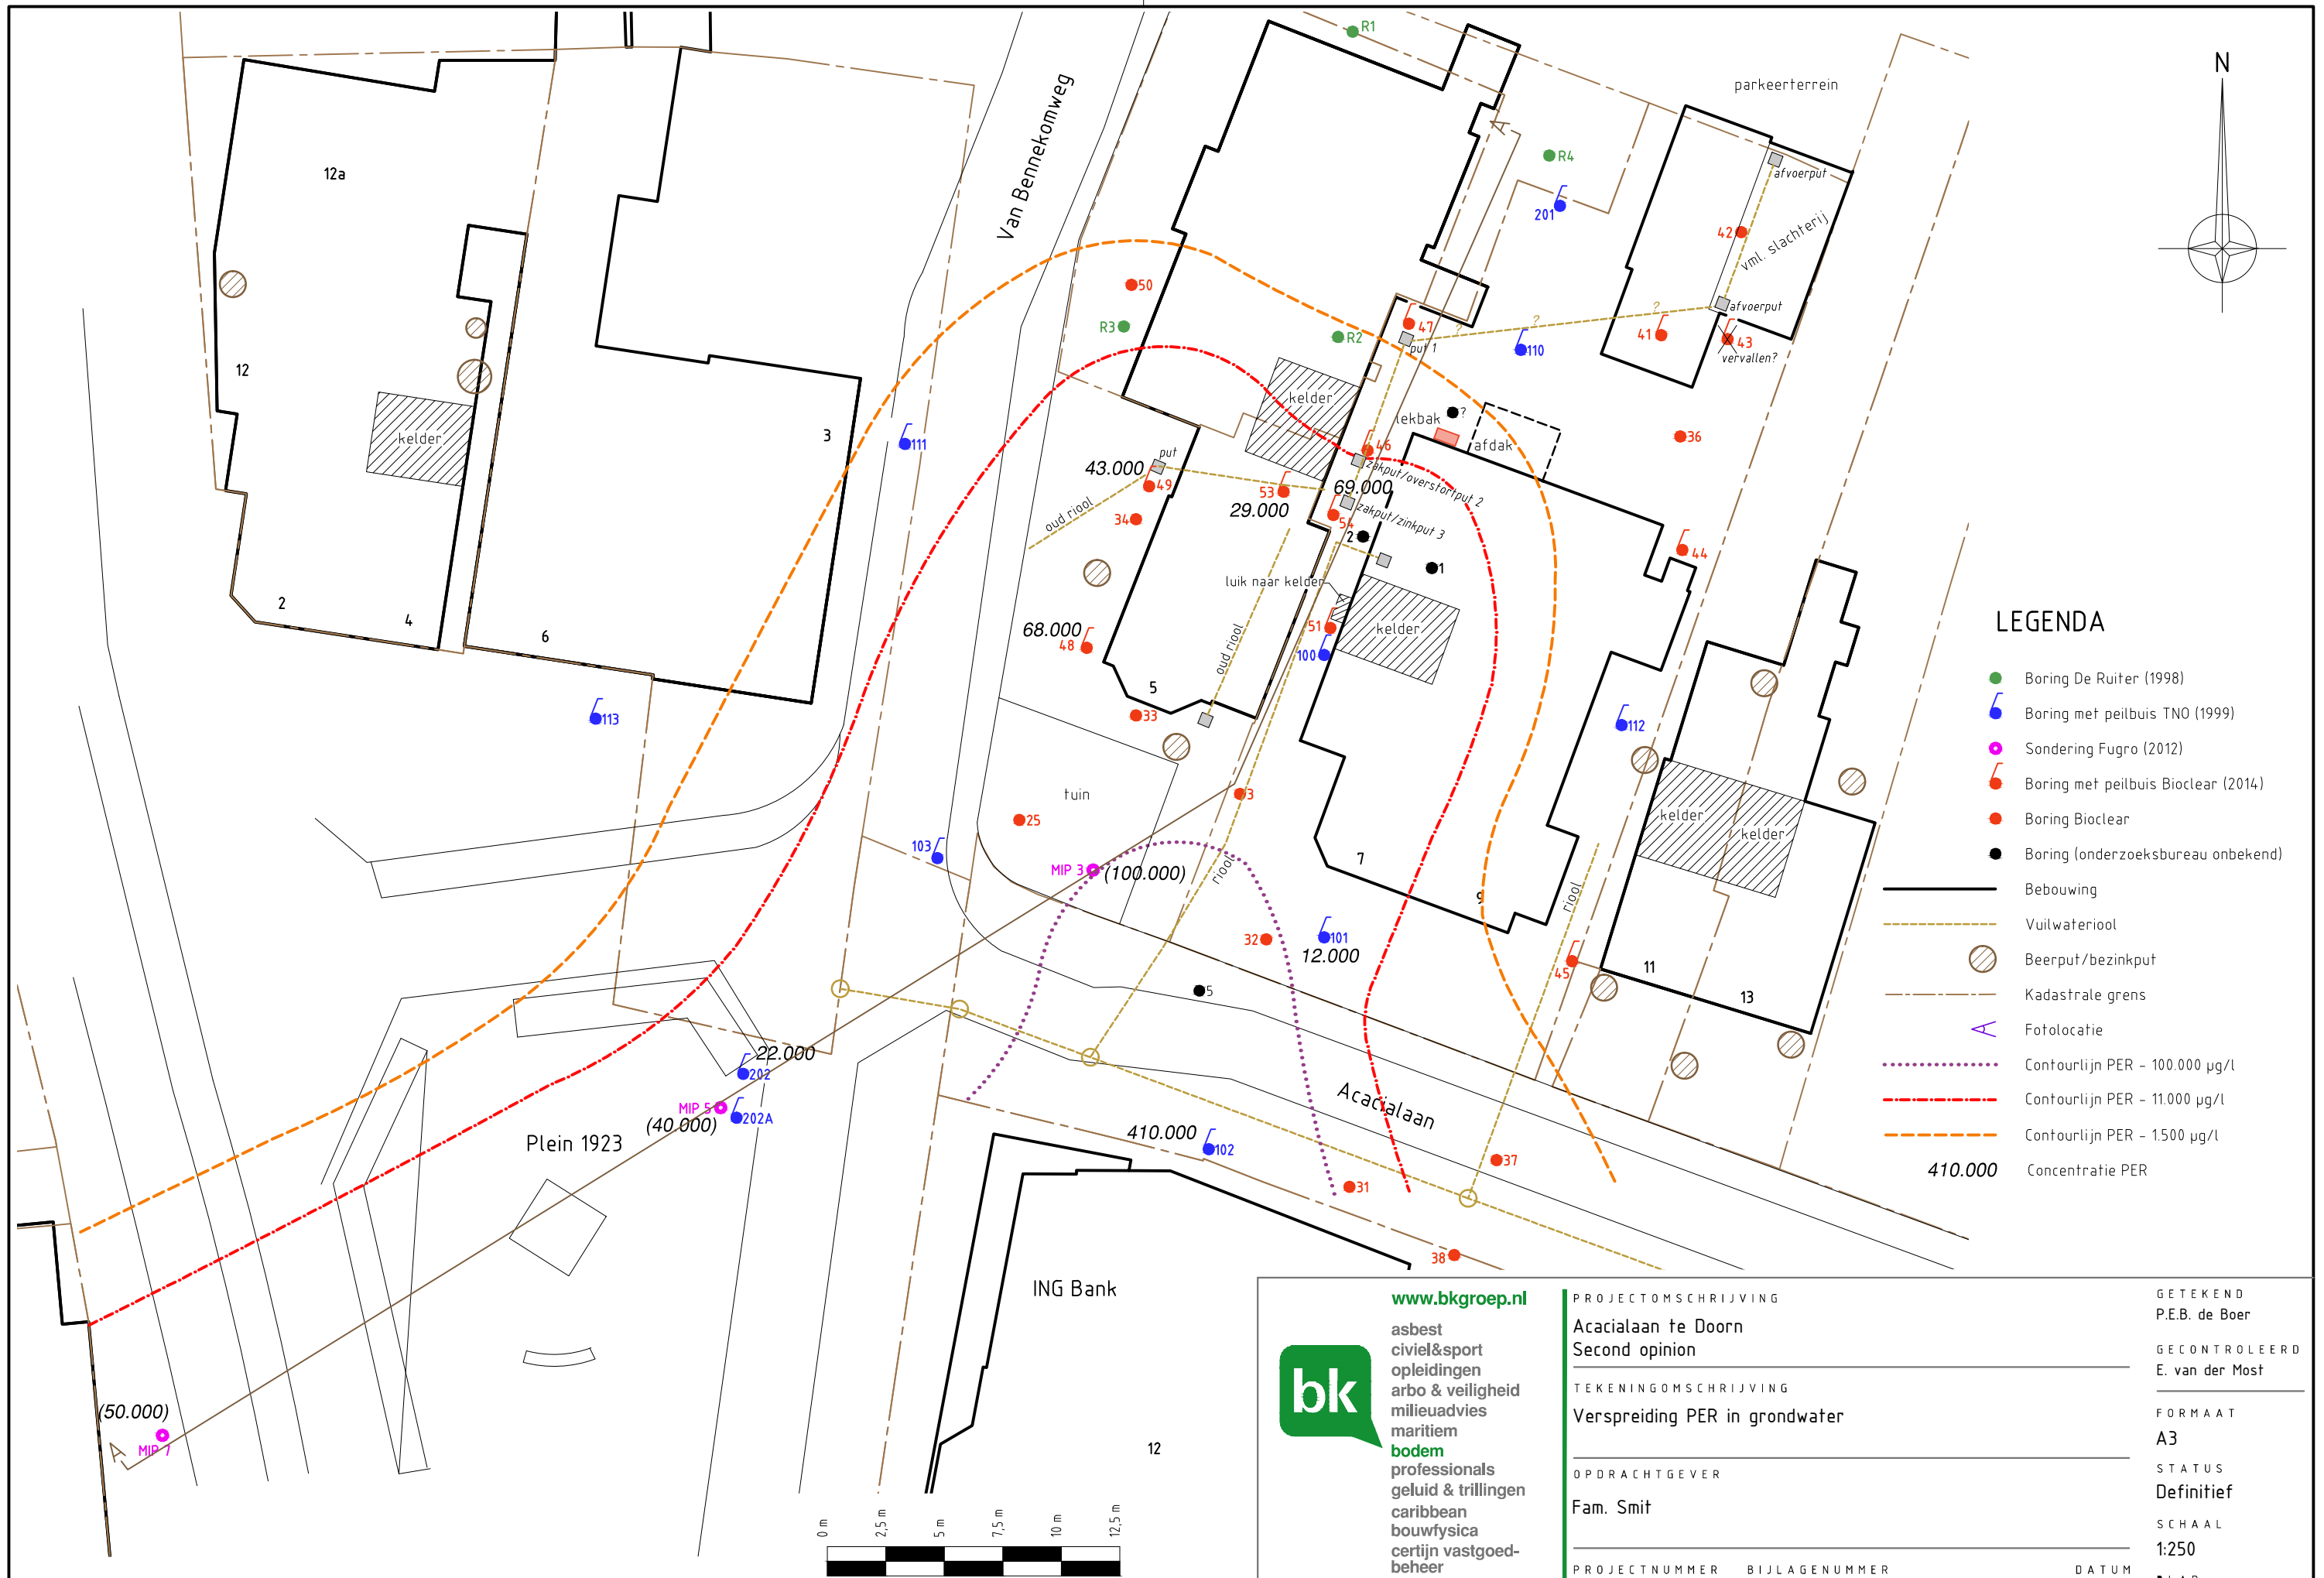 R1
parkeerterrein
N
Van Bennekomweg
A
R4
afvoerput
12a
201
42
vml. slachterij
50
R3
R2
47
?
?
?
afvoerput
put 1
110
41
43
vervallen?
12
kelder
3
111
kelder
lekbak
?
afdak
36
46
put
43.000
49
zakput/overstortput 2
69.000
53
29.000
34
oud riool
54
zakput/zinkput 3
2
1
44
luik naar kelder
A
2
4
6
68.000
48
51
100
kelder
oud riool
5
33
113
112
tuin
3
25
103
MIP 3
(100.000)
riool
7
9
riool
kelder
kelder
32
101
12.000
5
45
11
13
22.000
202
MIP 5
(40.000)
202A
Plein 1923
Acacialaan
410.000
102
37
31
38
ING Bank
12
(50.000)
MIP 7
A
LEGENDA
Boring De Ruiter (1998)
Boring met peilbuis TNO (1999)
Sondering Fugro (2012)
Boring met peilbuis Bioclear (2014)
Boring Bioclear
Boring (onderzoeksbureau onbekend)
Bebouwing
Vuilwateriool
Beerput/bezinkput
Kadastrale grens
A Fotolocatie
Contourlijn PER - 100.000 µg/l
Contourlijn PER - 11.000 µg/l
Contourlijn PER - 1.500 µg/l
410.000 Concentratie PER
0 m
2,5 m
5 m
7,5 m
10 m
12,5 m
bk
www.bkgroep.nl
asbest
civiel&sport
opleidingen
arbo & veiligheid
milieuadvies
maritiem
bodem
professionals
geluid & trillingen
caribbean
bouwfysica
certijn vastgoed-
beheer
PROJECTOMSCHRIJVING
Acacialaan te Doorn
Second opinion
TEKENINGOMSCHRIJVING
Verspreiding PER in grondwater
OPDRACHTGEVER
Fam. Smit
PROJECTNUMMER BIJLAGENUMMER DATUM
GETEKEND
P.E.B. de Boer
GECONTROLEERD
E. van der Most
FORMAAT
A3
STATUS
Definitief
SCHAAL
1:250